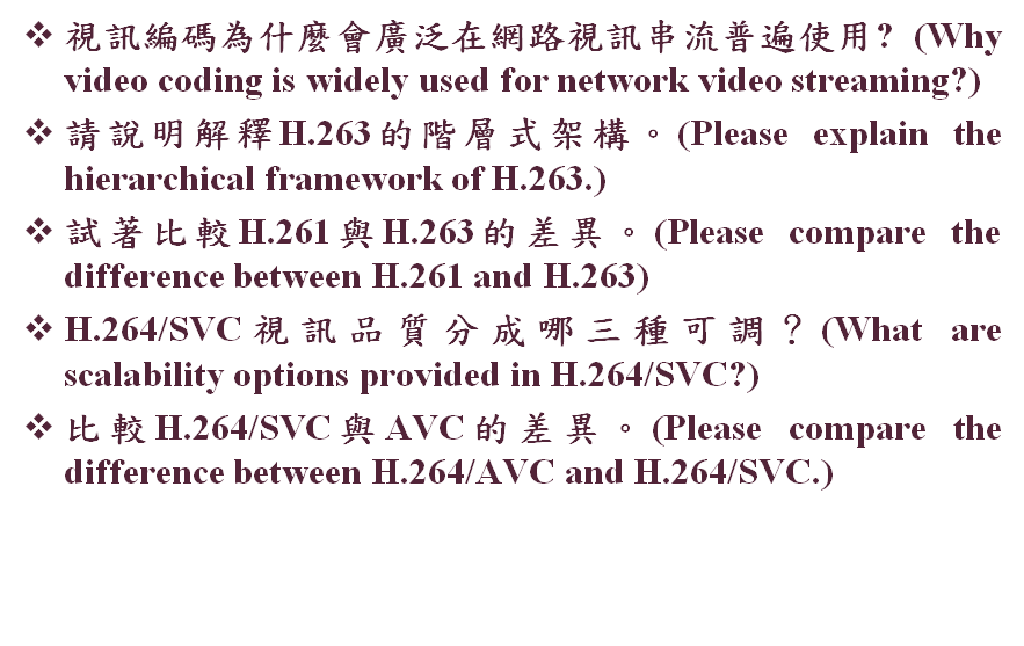 ❖ 視訊編碼為什麼會廣泛在網路視訊串流普遍使用? (Why
video coding is widely used for network video streaming?)
❖ 請說明解釋H.263的階層式架構。(Please explain the
hierarchical framework of H.263.)
❖ 試著比較H.261與H.263的差異。(Please compare the
difference between H.261 and H.263)
❖ H.264/SVC視訊品質分成哪三種可調？(What are
scalability options provided in H.264/SVC?)
❖ 比較H.264/SVC與AVC的差異。(Please compare the
difference between H.264/AVC and H.264/SVC.)